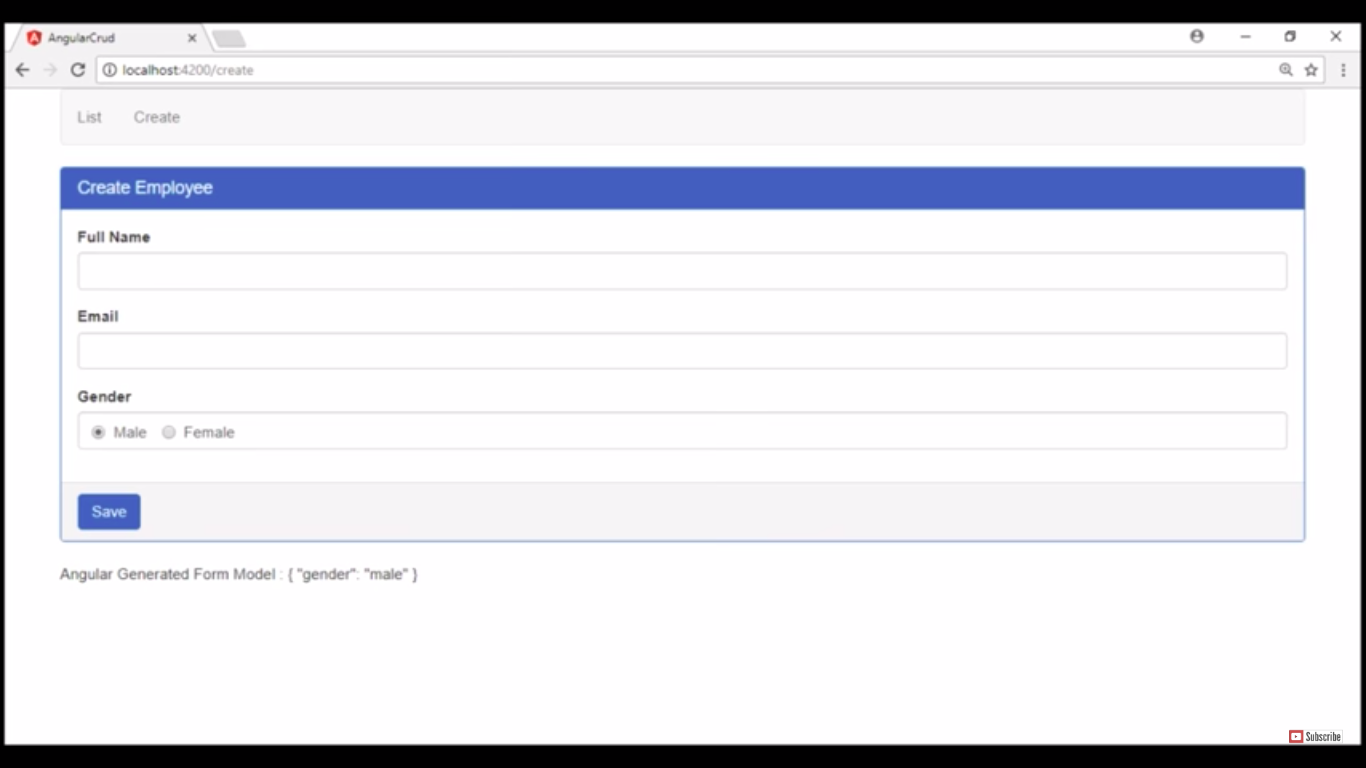 AngularCrud
localhost:4200/create
List Create
Create Employee
Full Name
Email
Gender
Male Female
Save
Angular Generated Form Model : { "gender": "male" }
Subscribe